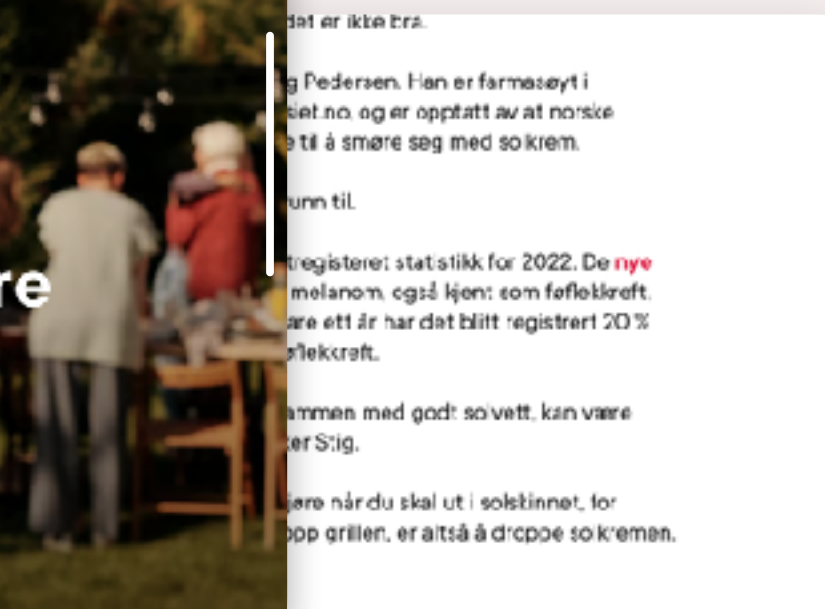 re
det er ikke bra.
g Pedersen. Han er farmasøyt i
siet.no, og er opptatt av at norske
e til å smøre seg med solkrem.
unn til.
tregisteret statistikk for 2022. De nye
melanom, også kjent som føflekkreft.
are ett år har det blitt registrert 20 %
øflekkreft.
ammen med godt solvett, kan være
ker Stig.
jøre når du skal ut i solskinnet, for
opp grillen, er altså å droppe solkremen.